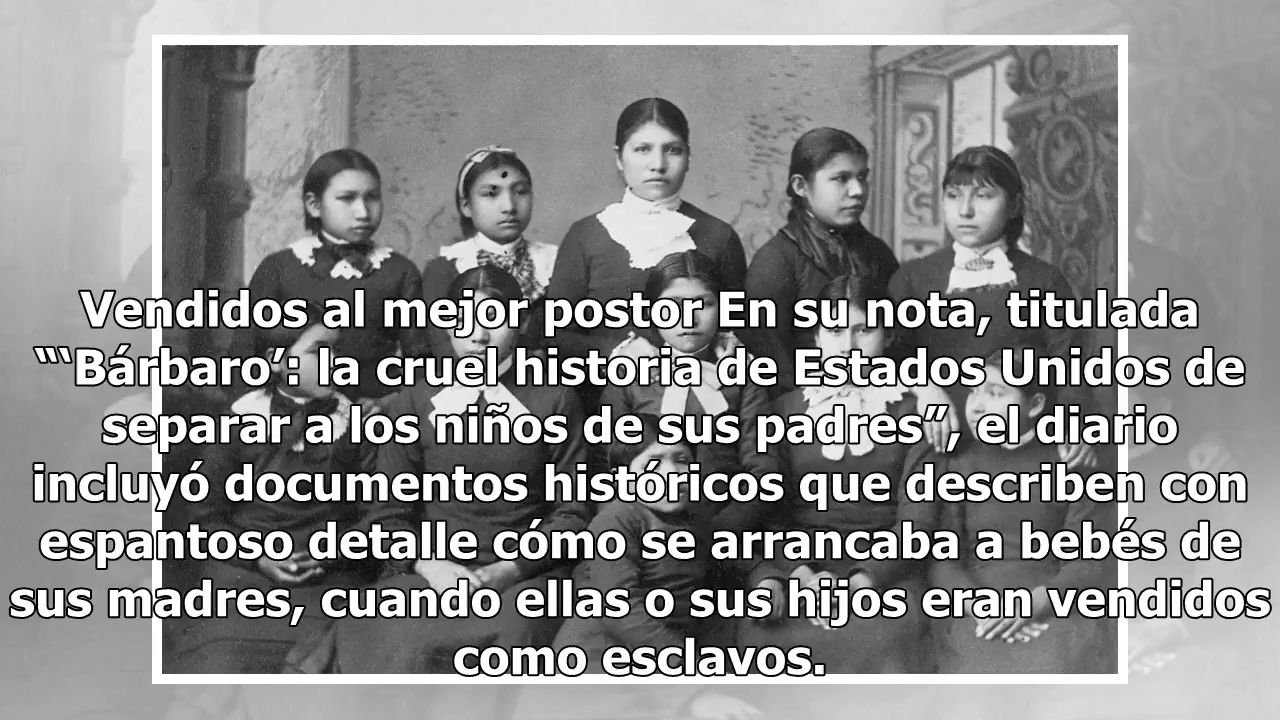 Vendidos al mejor postor En su nota, titulada
“‘Bárbaro’: la cruel historia de Estados Unidos de
separar a los niños de sus padres”, el diario
incluyó documentos históricos que describen con
espantoso detalle cómo se arrancaba a bebés de
sus madres, cuando ellas o sus hijos eran vendidos
como esclavos.